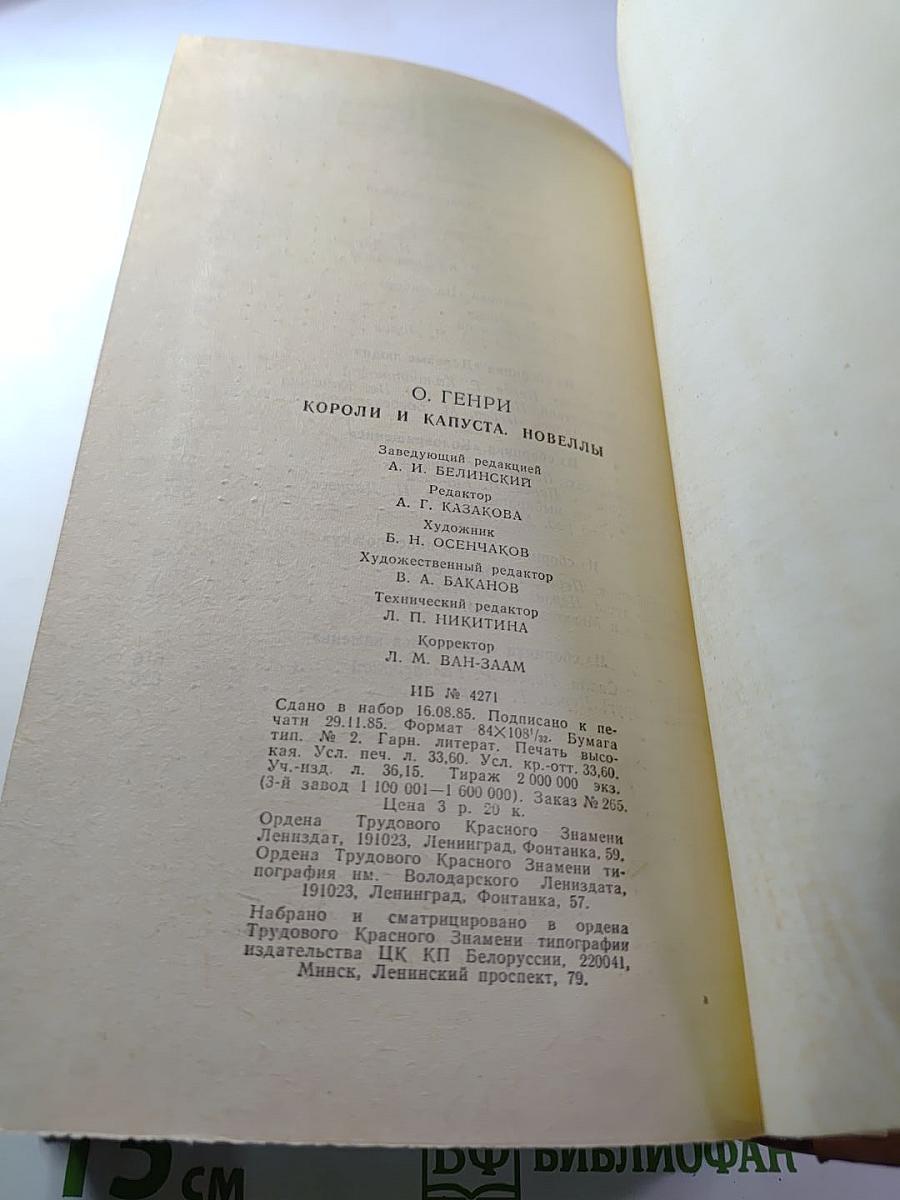 О. ГЕНРИ
КОРОЛИ И КАПУСТА. НОВЕЛЛЫ
Заведующий редакцией
А. И. БЕЛИНСКИЙ
Редактор
А. Г. КАЗАКОВА
Художник
Б. Н. ОСЕНЧАКОВ
Художественный редактор
В. А. БАКАНОВ
Технический редактор
Л. П. НИКИТИНА
Корректор
Л. М. ВАН-ЗААМ
ИБ № 4271
Сдано в набор 16.08.85. Подписано к пе-
чати 29.11.85. Формат 84×108¹/₃₂. Бумага
тип. № 2. Гарн. литерат. Печать высо-
кая. Усл. печ. л. 33,60. Усл. кр.-отт. 33,60.
Уч.-изд. л. 36,15. Тираж 2 000 000 экз.
(3-й завод 1 100 001—1 600 000). Заказ № 265.
Цена 3 р. 20 к.
Ордена Трудового Красного Знамени
Лениздат, 191023, Ленинград, Фонтанка, 59.
Ордена Трудового Красного Знамени ти-
пография им. Володарского Лениздата,
191023, Ленинград, Фонтанка, 57.
Набрано и сматрицировано в ордена
Трудового Красного Знамени типографии
издательства ЦК КП Белоруссии, 220041,
Минск, Ленинский проспект, 79.
15 см
БФ БИБЛИОФАН